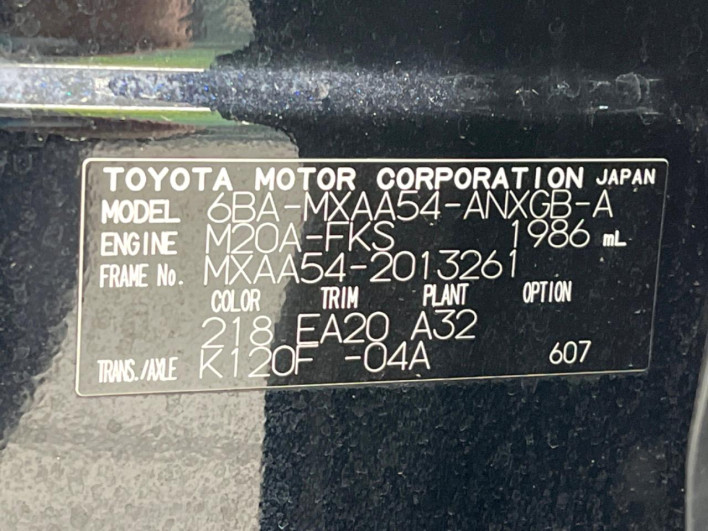 TOYOTA MOTOR CORPORATION JAPAN
MODEL 6BA-MXAA54-ANXGB-A
ENGINE M20A-FKS 1986 mL
FRAME No. MXAA54-2013261
COLOR TRIM PLANT OPTION
218 EA20 A32
TRANS./AXLE K120F -04A 607